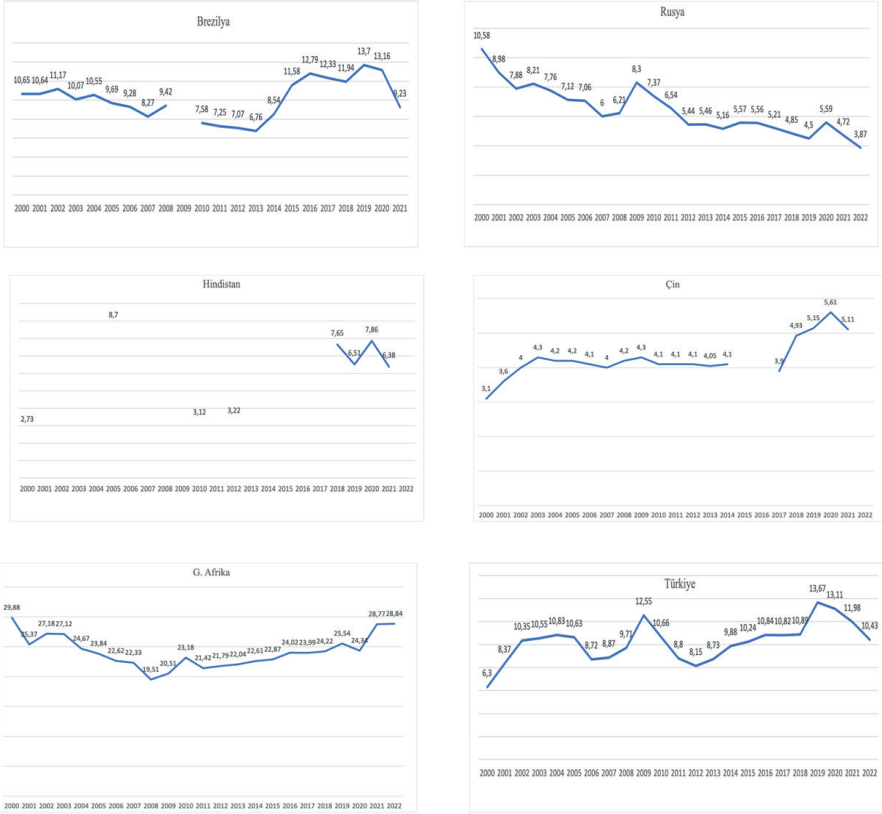 Brezilya
10,65 10,64 11,17 10,07 10,55 9,69 9,28 8,27 9,42 7,58 7,25 7,07 6,76 8,54 11,58 12,79 12,33 11,94 13,7 13,16 9,23
2000 2001 2002 2003 2004 2005 2006 2007 2008 2009 2010 2011 2012 2013 2014 2015 2016 2017 2018 2019 2020 2021
Rusya
10,58 8,98 7,88 8,21 7,76 7,12 7,06 6 6,21 8,3 7,37 6,54 5,44 5,46 5,16 5,57 5,56 5,21 4,85 4,5 5,59 4,72 3,87
2000 2001 2002 2003 2004 2005 2006 2007 2008 2009 2010 2011 2012 2013 2014 2015 2016 2017 2018 2019 2020 2021 2022
Hindistan
2,73 8,7 3,12 3,22 7,65 6,51 7,86 6,38
2000 2001 2002 2003 2004 2005 2006 2007 2008 2009 2010 2011 2012 2013 2014 2015 2016 2017 2018 2019 2020 2021 2022
Çin
3,1 3,6 4 4,3 4,2 4,2 4,1 4 4,2 4,3 4,1 4,1 4,1 4,05 4,1 3,9 4,93 5,15 5,61 5,11
2000 2001 2002 2003 2004 2005 2006 2007 2008 2009 2010 2011 2012 2013 2014 2015 2016 2017 2018 2019 2020 2021 2022
G. Afrika
29,88 25,37 27,18 27,12 24,67 23,84 22,62 22,33 19,51 20,51 23,18 21,42 21,79 22,04 22,61 22,87 24,02 23,99 24,22 25,54 24,34 28,77 28,84
2000 2001 2002 2003 2004 2005 2006 2007 2008 2009 2010 2011 2012 2013 2014 2015 2016 2017 2018 2019 2020 2021 2022
Türkiye
6,3 8,37 10,35 10,55 10,83 10,63 8,72 8,87 9,71 12,55 10,66 8,8 8,15 8,73 9,88 10,24 10,84 10,82 10,89 13,67 13,11 11,98 10,43
2000 2001 2002 2003 2004 2005 2006 2007 2008 2009 2010 2011 2012 2013 2014 2015 2016 2017 2018 2019 2020 2021 2022